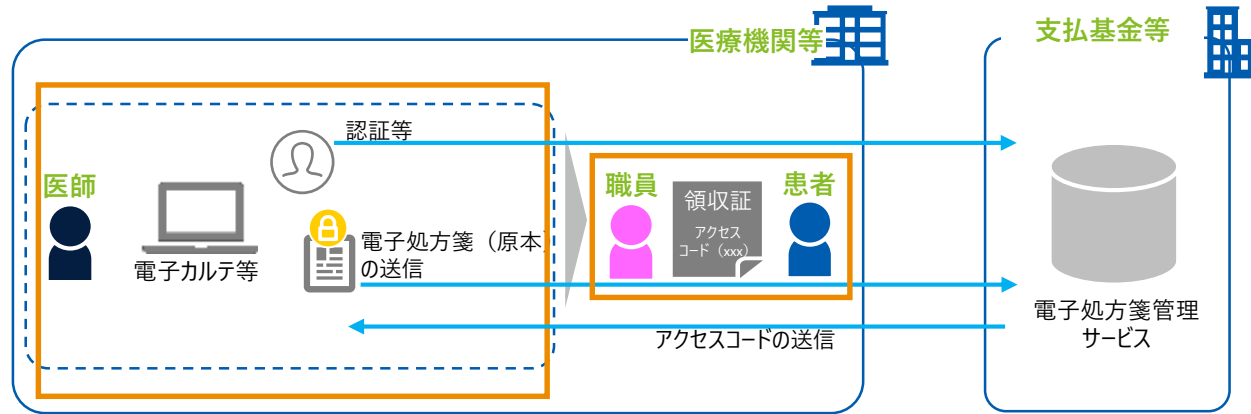 医療機関等
支払基金等
認証等
医師
電子カルテ等
電子処方箋（原本）
の送信
職員
領収証
アクセス
コード（xxx）
患者
アクセスコードの送信
電子処方箋管理
サービス